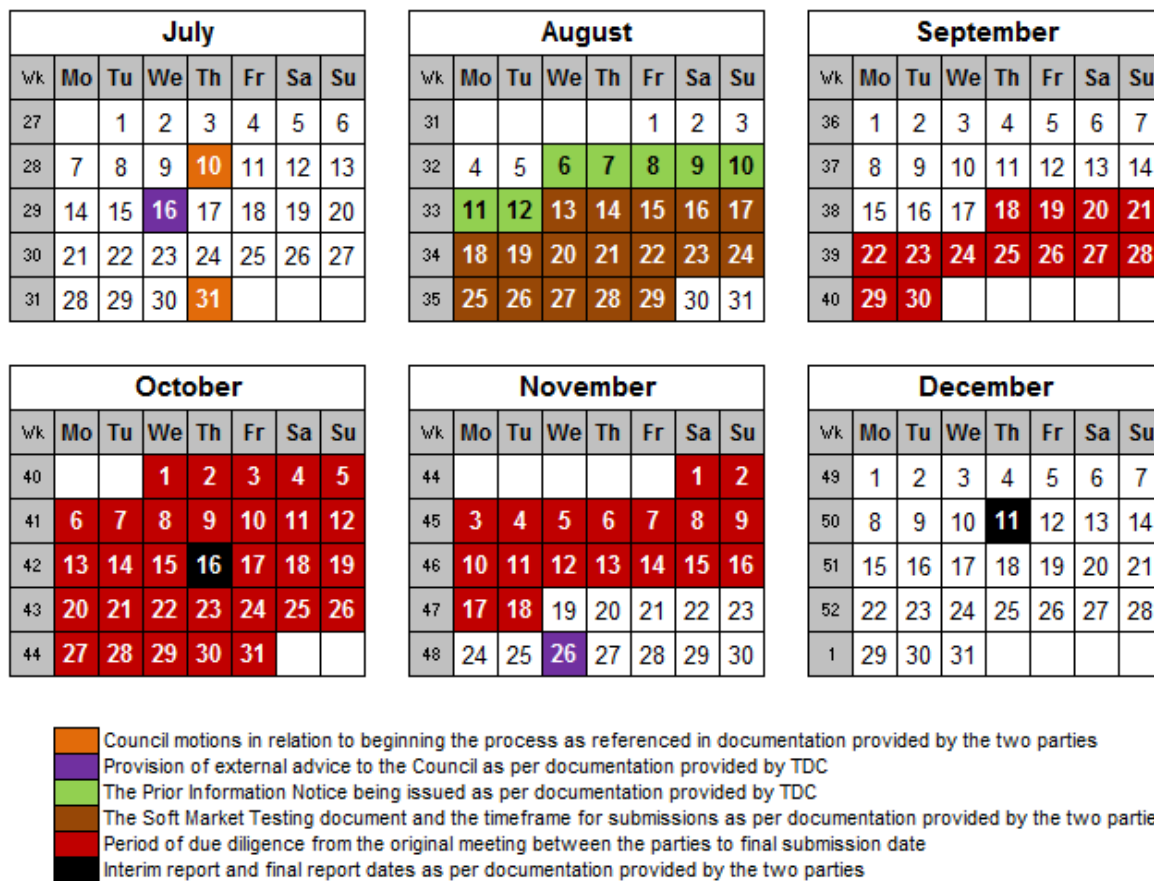 July
Wk Mo Tu We Th Fr Sa Su
27 1 2 3 4 5 6
28 7 8 9 10 11 12 13
29 14 15 16 17 18 19 20
30 21 22 23 24 25 26 27
31 28 29 30 31
August
Wk Mo Tu We Th Fr Sa Su
31 1 2 3
32 4 5 6 7 8 9 10
33 11 12 13 14 15 16 17
34 18 19 20 21 22 23 24
35 25 26 27 28 29 30 31
September
Wk Mo Tu We Th Fr Sa Su
36 1 2 3 4 5 6 7
37 8 9 10 11 12 13 14
38 15 16 17 18 19 20 21
39 22 23 24 25 26 27 28
40 29 30
October
Wk Mo Tu We Th Fr Sa Su
40 1 2 3 4 5
41 6 7 8 9 10 11 12
42 13 14 15 16 17 18 19
43 20 21 22 23 24 25 26
44 27 28 29 30 31
November
Wk Mo Tu We Th Fr Sa Su
44 1 2
45 3 4 5 6 7 8 9
46 10 11 12 13 14 15 16
47 17 18 19 20 21 22 23
48 24 25 26 27 28 29 30
December
Wk Mo Tu We Th Fr Sa Su
49 1 2 3 4 5 6 7
50 8 9 10 11 12 13 14
51 15 16 17 18 19 20 21
52 22 23 24 25 26 27 28
1 29 30 31
Council motions in relation to beginning the process as referenced in documentation provided by the two parties
Provision of external advice to the Council as per documentation provided by TDC
The Prior Information Notice being issued as per documentation provided by TDC
The Soft Market Testing document and the timeframe for submissions as per documentation provided by the two partie
Period of due diligence from the original meeting between the parties to final submission date
Interim report and final report dates as per documentation provided by the two parties